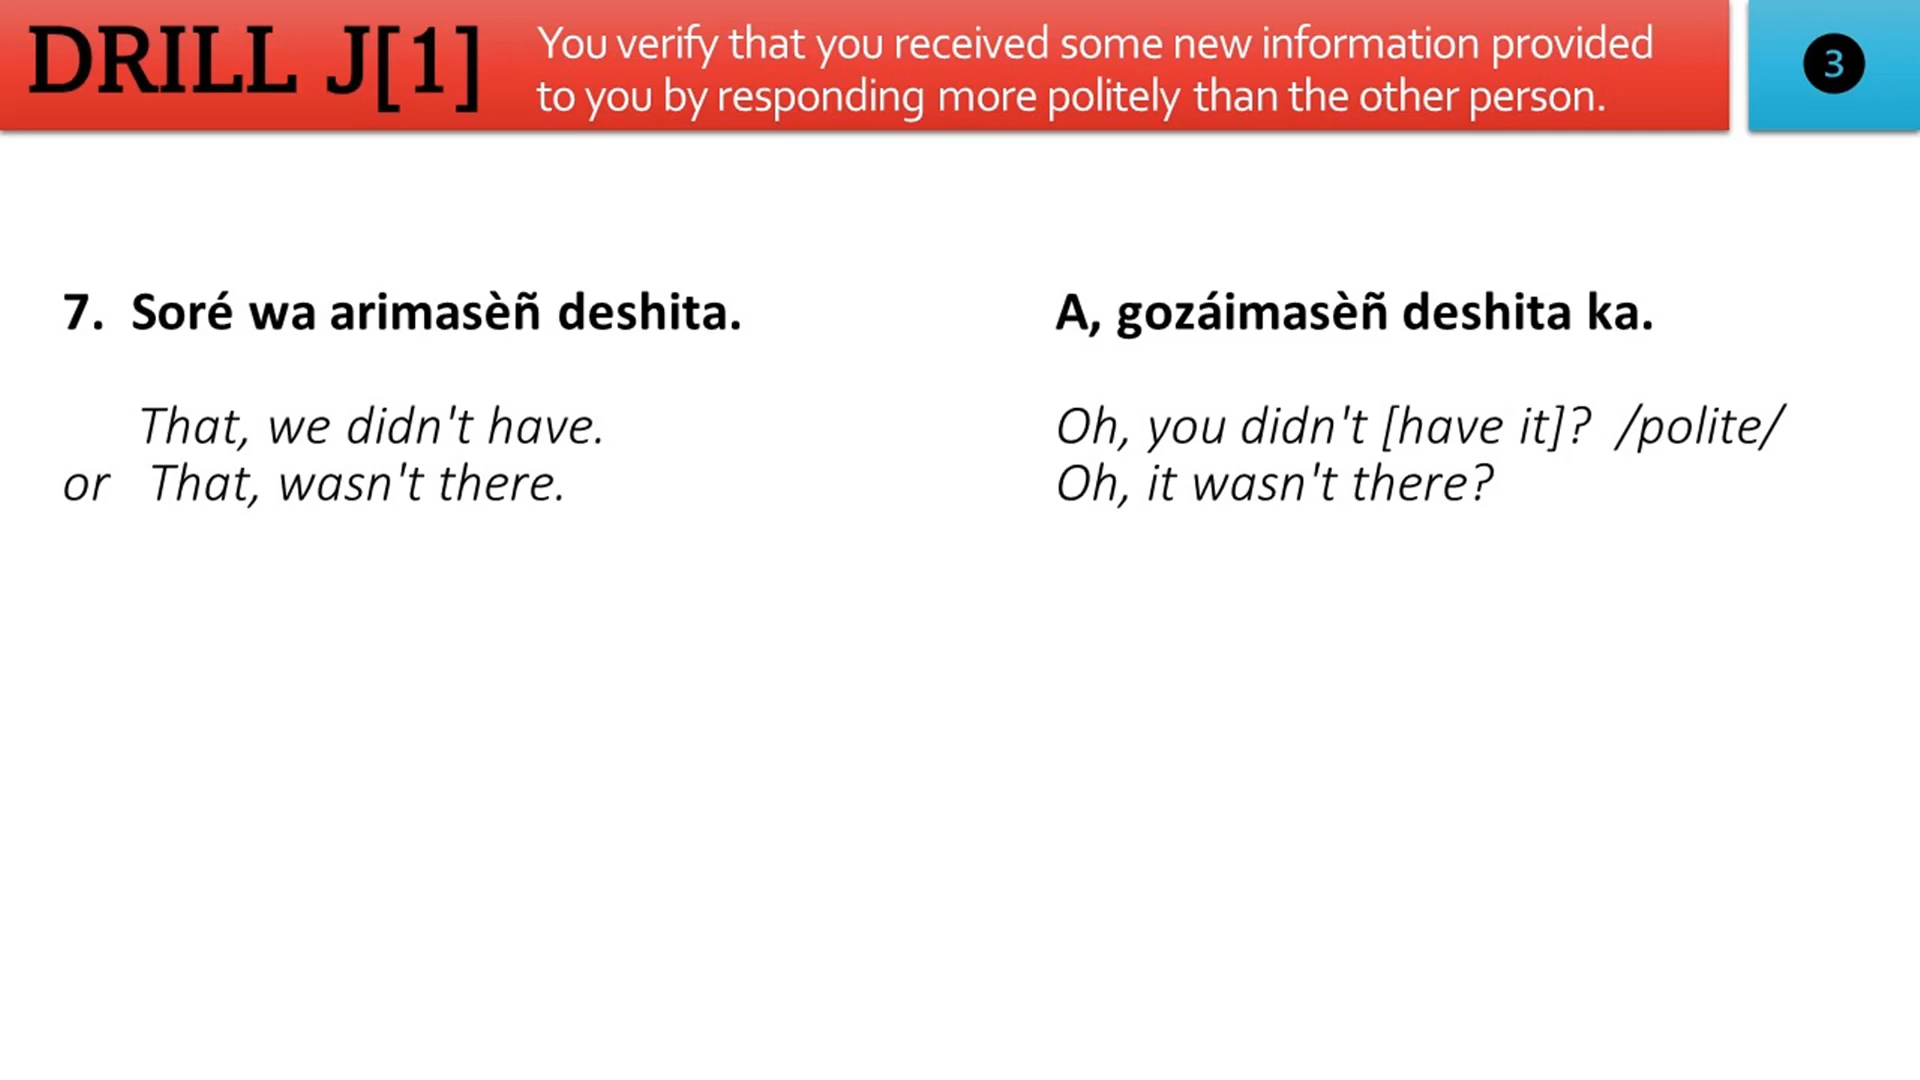 DRILL J[1]
You verify that you received some new information provided
to you by responding more politely than the other person.
3
7. Soré wa arimasèñ deshita.
A, gozáimasèñ deshita ka.
That, we didn't have.
Oh, you didn't [have it]? /polite/
or That, wasn't there.
Oh, it wasn't there?